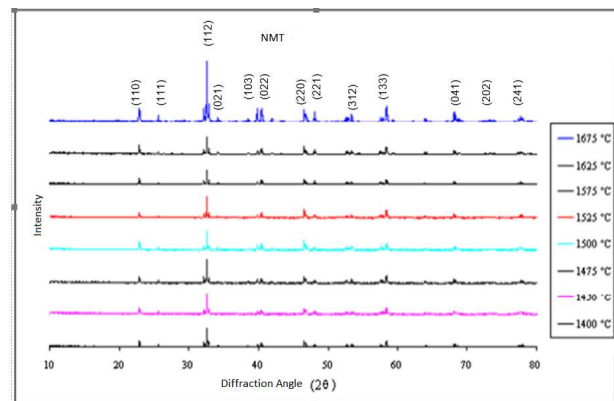 NMT
(110)
(111)
(112)
(021)
(103)
(022)
(220)
(221)
(312)
(133)
(041)
(202)
(241)
Intensity
1675 °C
1625 °C
1575 °C
1525 °C
1500 °C
1475 °C
1450 °C
1400 °C
10 20 30 40 50 60 70 80
Diffraction Angle (2θ)